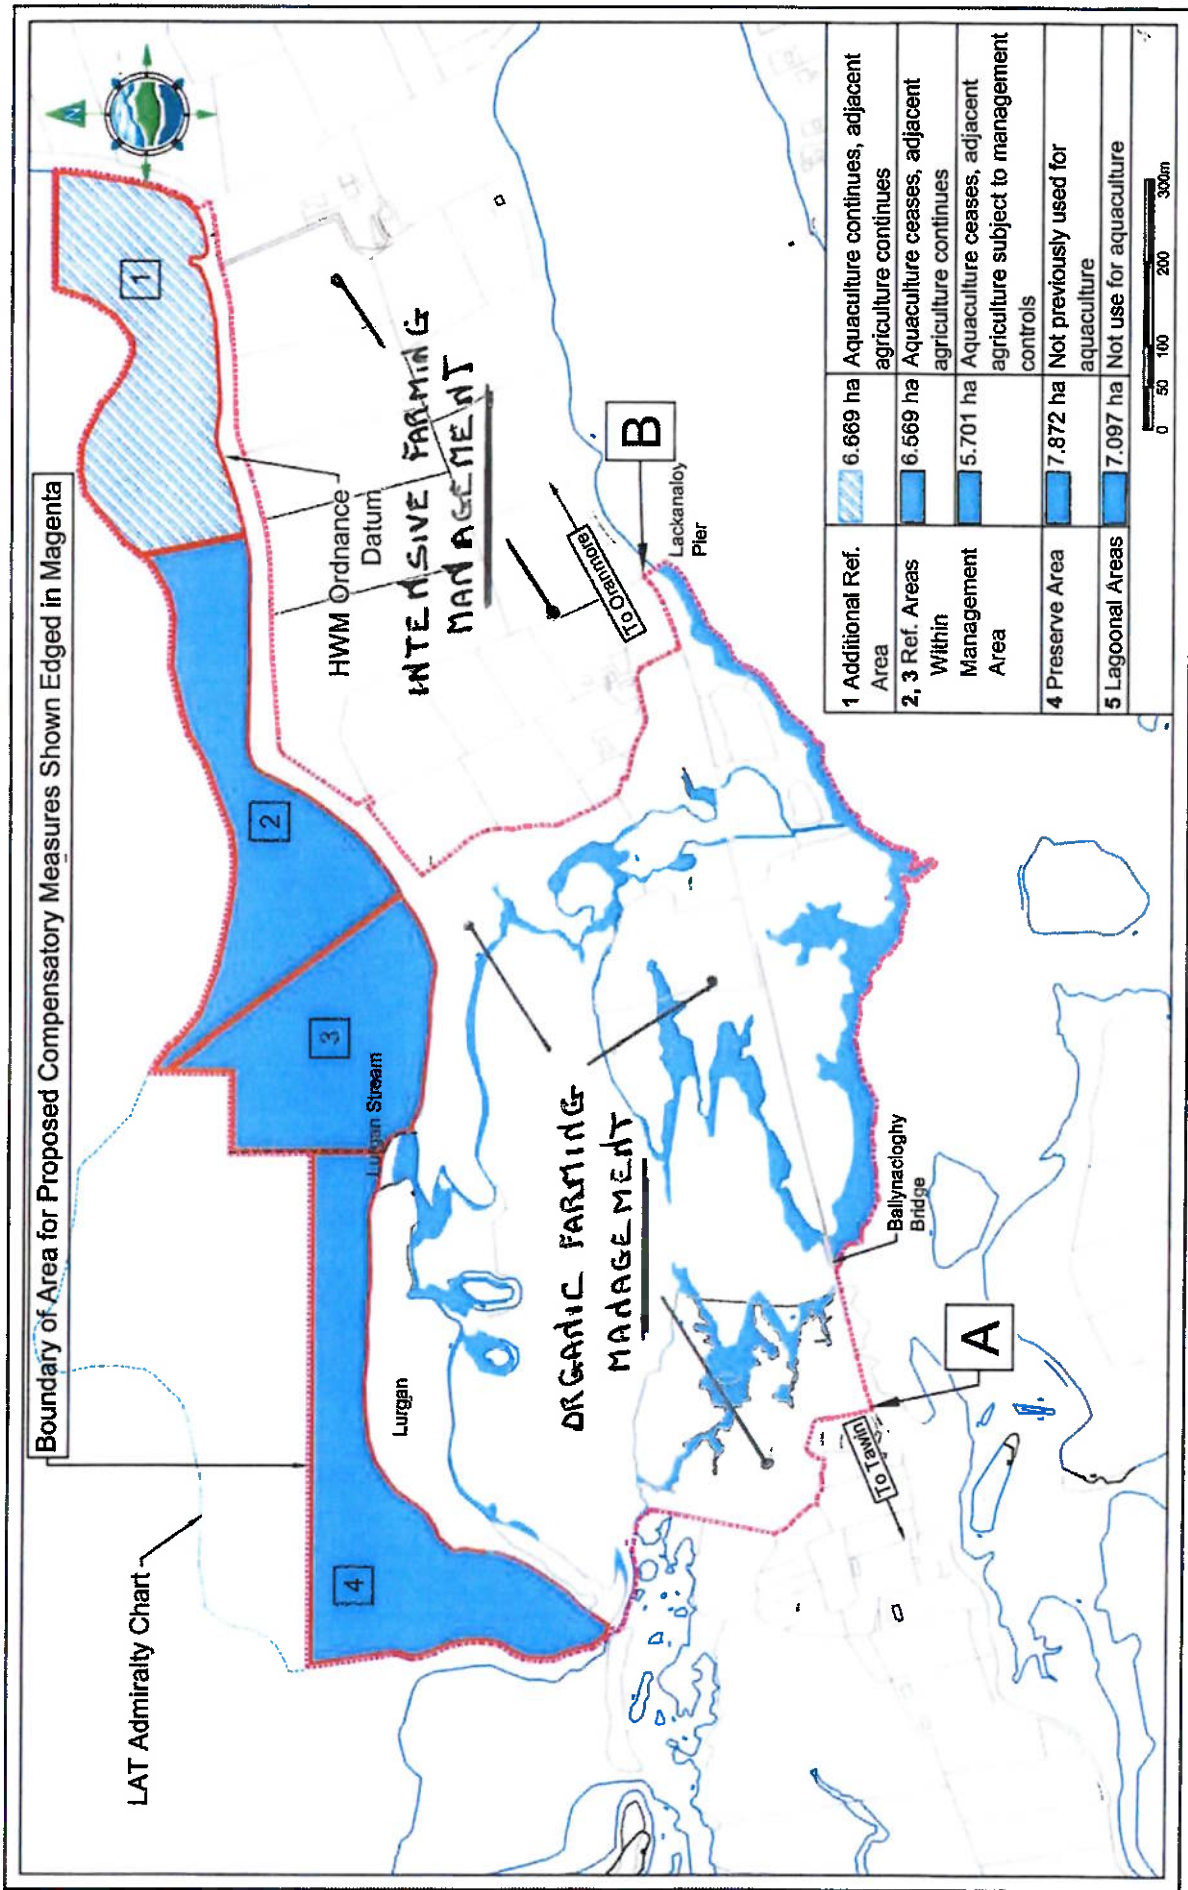 Boundary of Area for Proposed Compensatory Measures Shown Edged in Magenta
N
LAT Admiralty Chart
1
2
3
4
HWM Ordnance
Datum
INTENSIVE FARMING
MANAGEMENT
Lurgan Stream
Lurgan
ORGANIC FARMING
MANAGEMENT
To Oranmore
B
Lackanaloy
Pier
Ballynacloghy
Bridge
A
To Tawin
1 Additional Ref.
Area
6.669 ha
Aquaculture continues, adjacent
agriculture continues
2, 3 Ref. Areas
Within
Management
Area
6.569 ha
Aquaculture ceases, adjacent
agriculture continues
5.701 ha
Aquaculture ceases, adjacent
agriculture subject to management
controls
4 Preserve Area
7.872 ha
Not previously used for
aquaculture
5 Lagoonal Areas
7.097 ha
Not use for aquaculture
0 50 100 200 300m